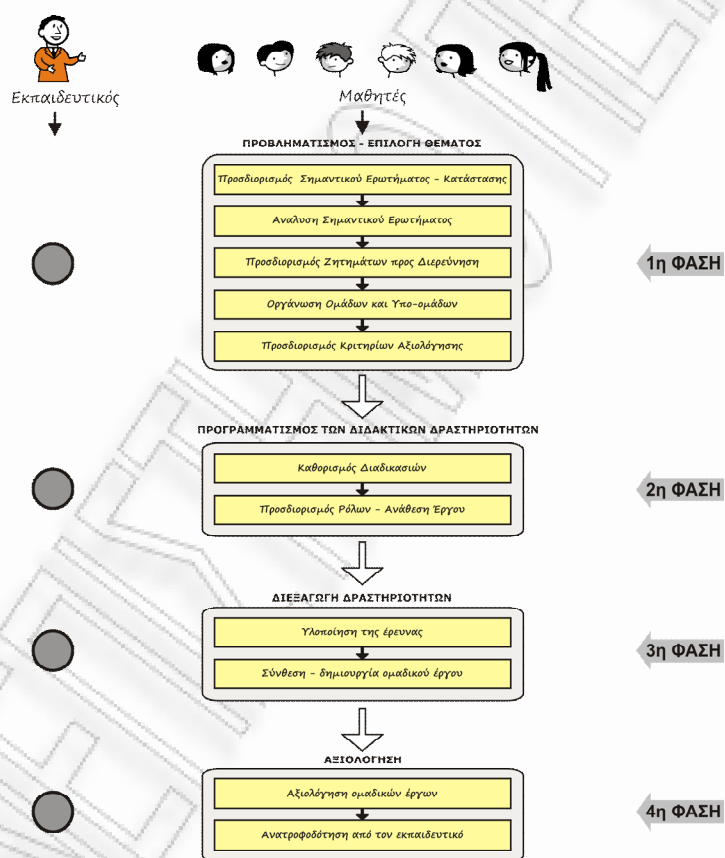 Εκπαιδευτικός
Μαθητές
ΠΡΟΒΛΗΜΑΤΙΣΜΟΣ - ΕΠΙΛΟΓΗ ΘΕΜΑΤΟΣ
Προσδιορισμός Σημαντικού Ερωτήματος - Κατάστασης
Αναλυση Σημαντικού Ερωτήματος
Προσδιορισμός Ζητημάτων προς Διερεύνηση
1η ΦΑΣΗ
Οργάνωση Ομάδων και Υπο-ομάδων
Προσδιορισμός Κριτηρίων Αξιολόγησης
ΠΡΟΓΡΑΜΜΑΤΙΣΜΟΣ ΤΩΝ ΔΙΔΑΚΤΙΚΩΝ ΔΡΑΣΤΗΡΙΟΤΗΤΩΝ
Καθορισμός Διαδικασιών
2η ΦΑΣΗ
Προσδιορισμός Ρόλων - Ανάθεση Έργου
ΔΙΕΞΑΓΩΓΗ ΔΡΑΣΤΗΡΙΟΤΗΤΩΝ
Υλοποίηση της έρευνας
3η ΦΑΣΗ
Σύνθεση - δημιουργία ομαδικού έργου
ΑΞΙΟΛΟΓΗΣΗ
Αξιολόγηση ομαδικών έργων
4η ΦΑΣΗ
Ανατροφοδότηση από τον εκπαιδευτικό